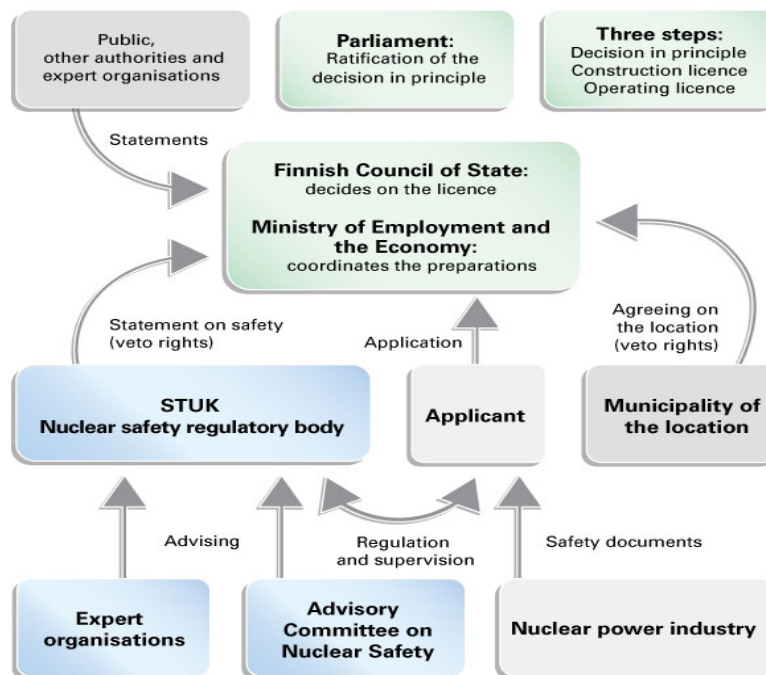 Public,
other authorities and
expert organisations
Parliament:
Ratification of the
decision in principle
Three steps:
Decision in principle
Construction licence
Operating licence
Statements
Finnish Council of State:
decides on the licence
Ministry of Employment and
the Economy:
coordinates the preparations
Statement on safety
(veto rights)
Application
Agreeing on
the location
(veto rights)
STUK
Nuclear safety regulatory body
Applicant
Municipality of
the location
Advising
Regulation
and supervision
Safety documents
Expert
organisations
Advisory
Committee on
Nuclear Safety
Nuclear power industry